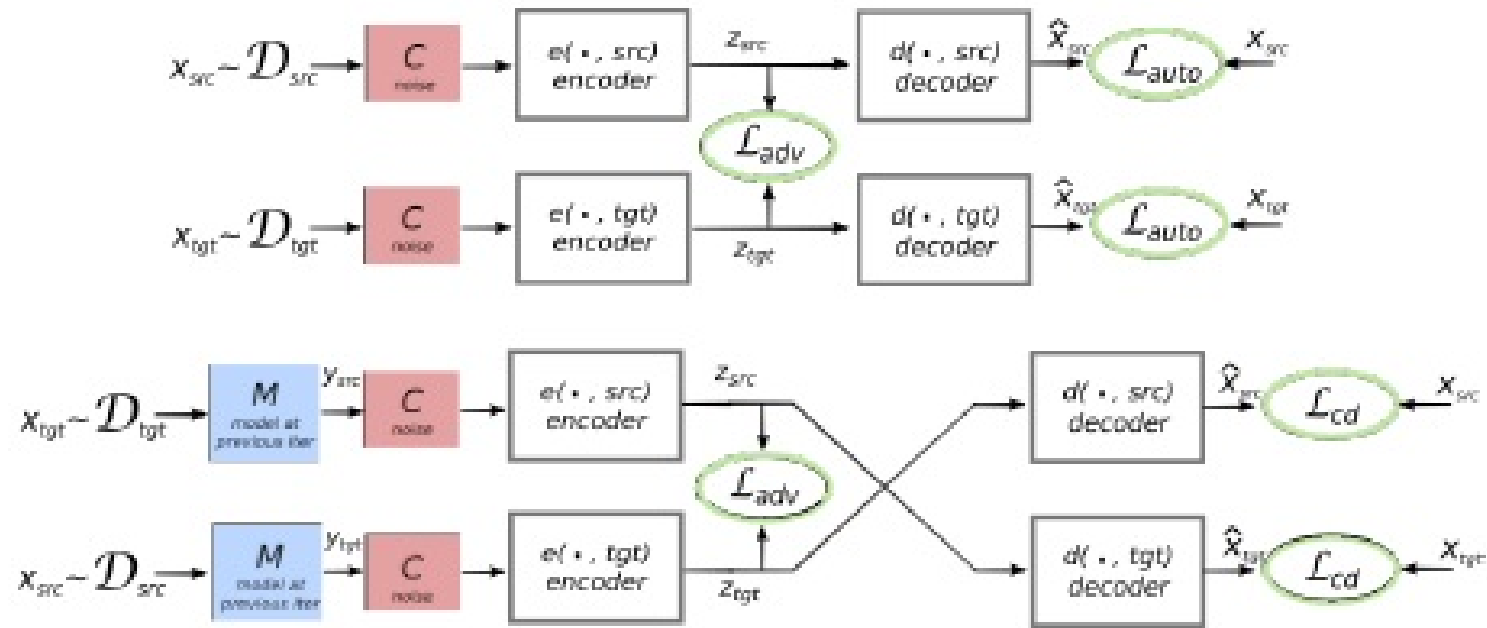 x_src ~ D_src
C
noise
e(•, src)
encoder
z_src
d(•, src)
decoder
x̂_src
L_auto
x_src
L_adv
x_tgt ~ D_tgt
C
noise
e(•, tgt)
encoder
z_tgt
d(•, tgt)
decoder
x̂_tgt
L_auto
x_tgt
x_tgt ~ D_tgt
M
model at
previous iter
y_src
C
noise
e(•, src)
encoder
z_src
d(•, src)
decoder
x̂_src
L_cd
x_src
L_adv
x_src ~ D_src
M
model at
previous iter
y_tgt
C
noise
e(•, tgt)
encoder
z_tgt
d(•, tgt)
decoder
x̂_tgt
L_cd
x_tgt